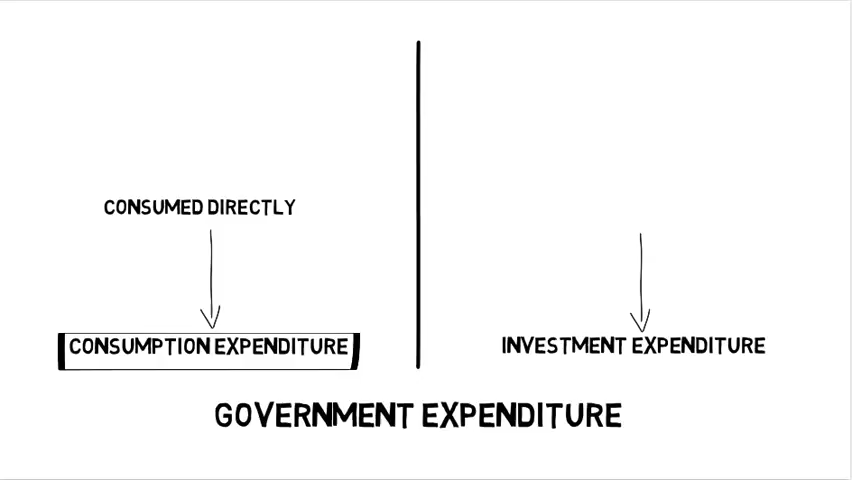 CONSUMED DIRECTLY
CONSUMPTION EXPENDITURE
INVESTMENT EXPENDITURE
GOVERNMENT EXPENDITURE